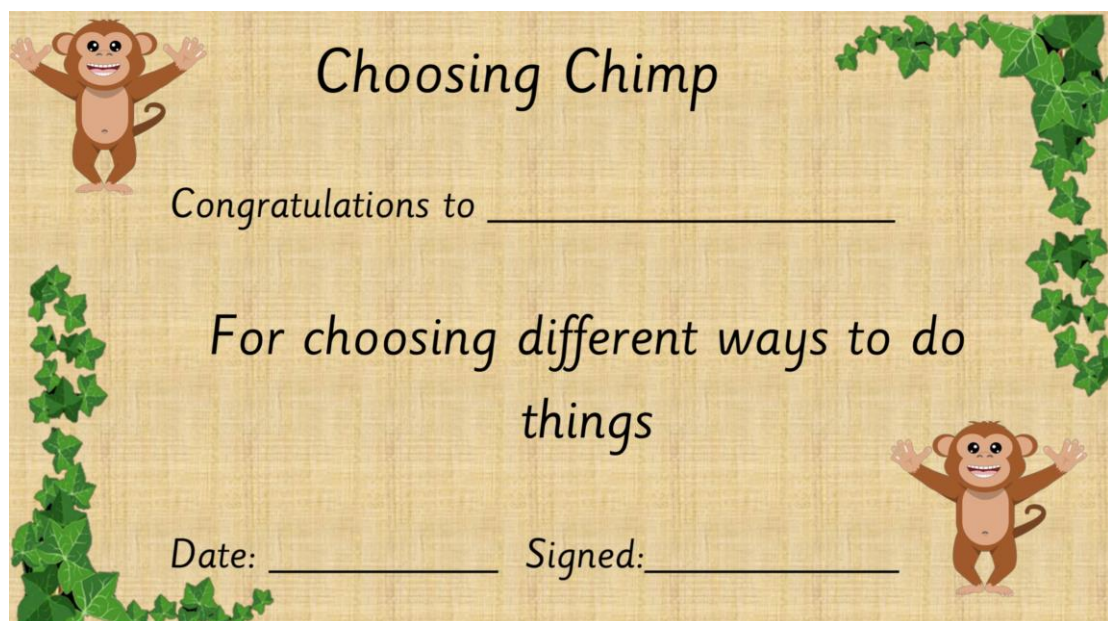 Choosing Chimp
Congratulations to ____________________
For choosing different ways to do
things
Date: ____________ Signed:_____________